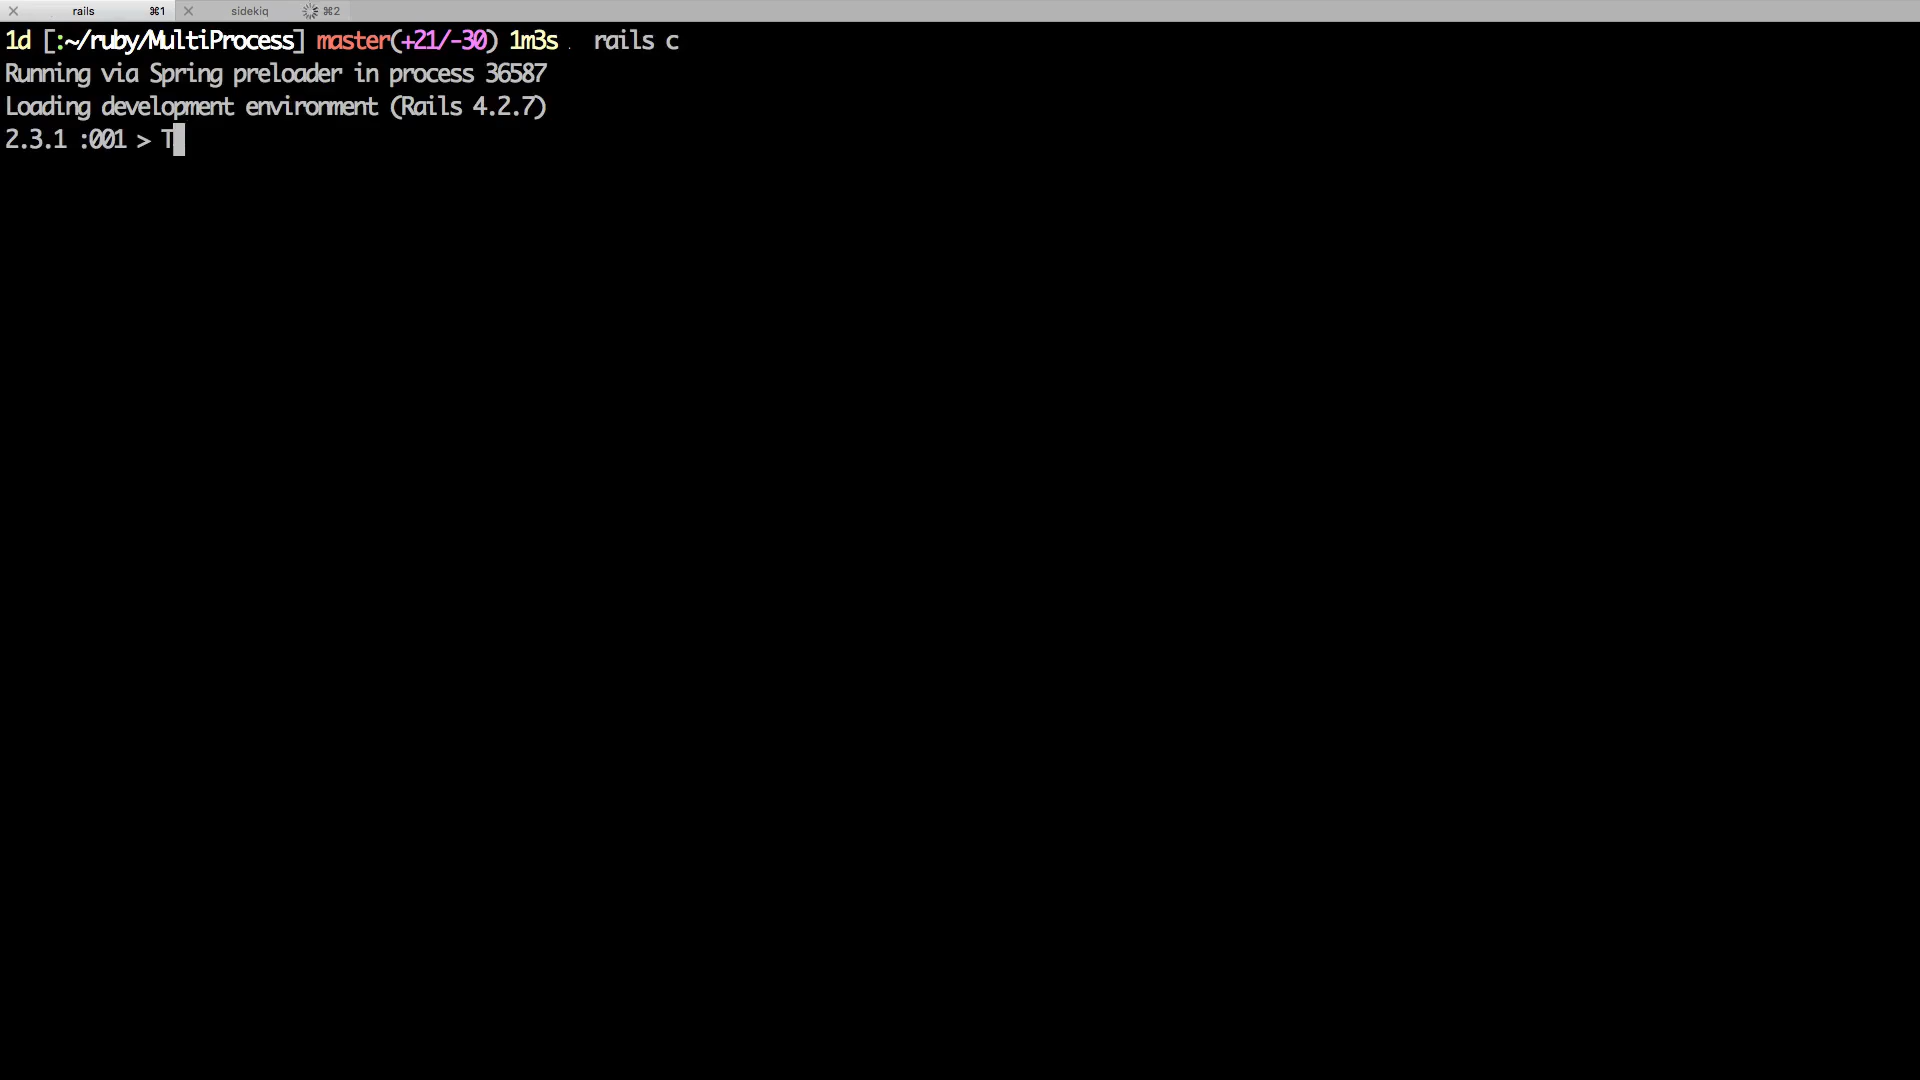 rails ⌘1 sidekiq ⌘2
1d [:~/ruby/MultiProcess] master(+21/-30) 1m3s . rails c
Running via Spring preloader in process 36587
Loading development environment (Rails 4.2.7)
2.3.1 :001 > T